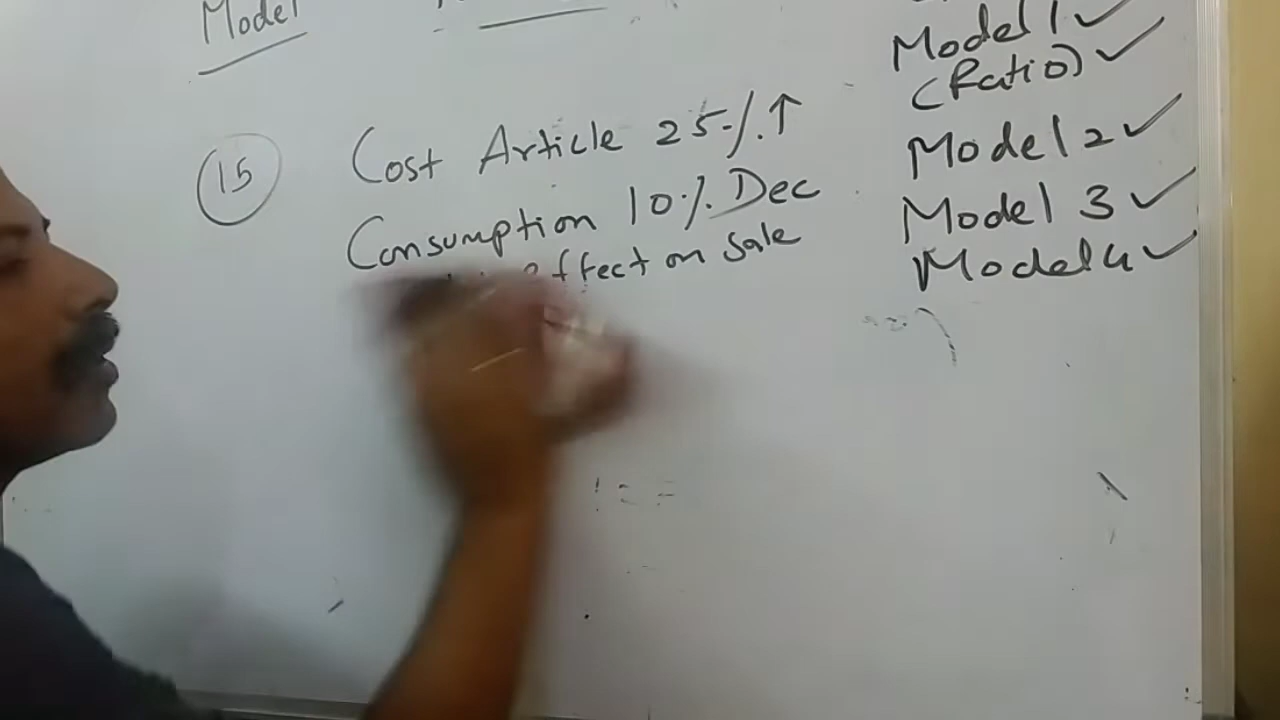 Model
15
Cost Article 25% ↑
Consumption 10% Dec
effect on sale
Model 1 ✓
(Ratio) ✓
Model 2 ✓
Model 3 ✓
Model 4 ✓